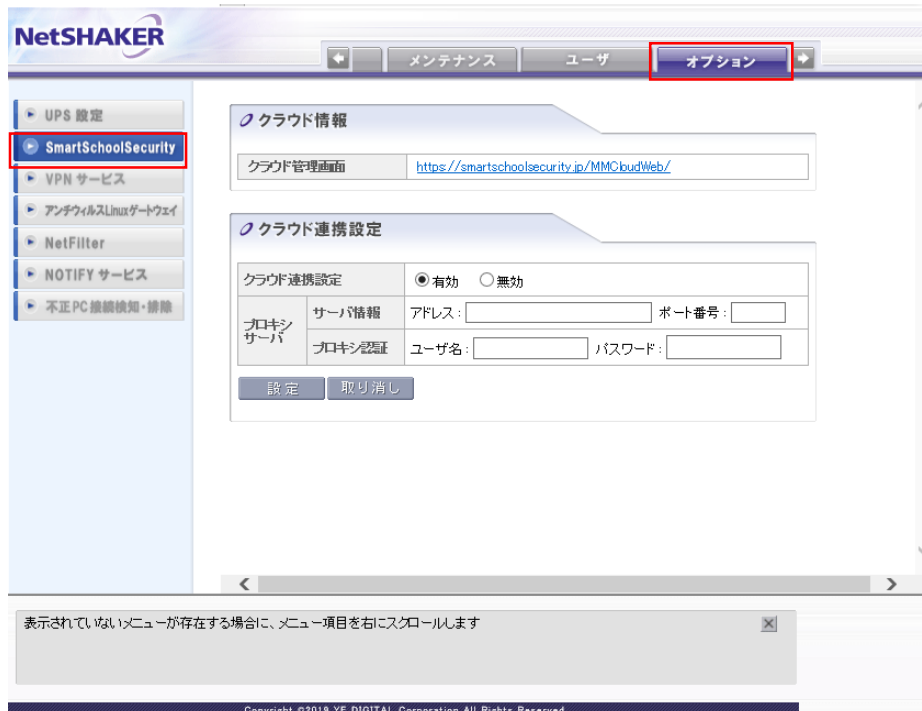 NetSHAKER
メンテナンス ユーザ オプション
UPS 設定
SmartSchoolSecurity
VPN サービス
アンチウィルスLinuxゲートウェイ
NetFilter
NOTIFY サービス
不正PC接続検知・排除
クラウド情報
クラウド管理画面 https://smartschoolsecurity.jp/MMCloudWeb/
クラウド連携設定
クラウド連携設定 有効 無効
プロキシサーバ サーバ情報 アドレス: ポート番号:
プロキシ認証 ユーザ名: パスワード:
設定 取り消し
表示されていないメニューが存在する場合に、メニュー項目を右にスクロールします
Copyright ©2019 YE DIGITAL Corporation All Rights Reserved